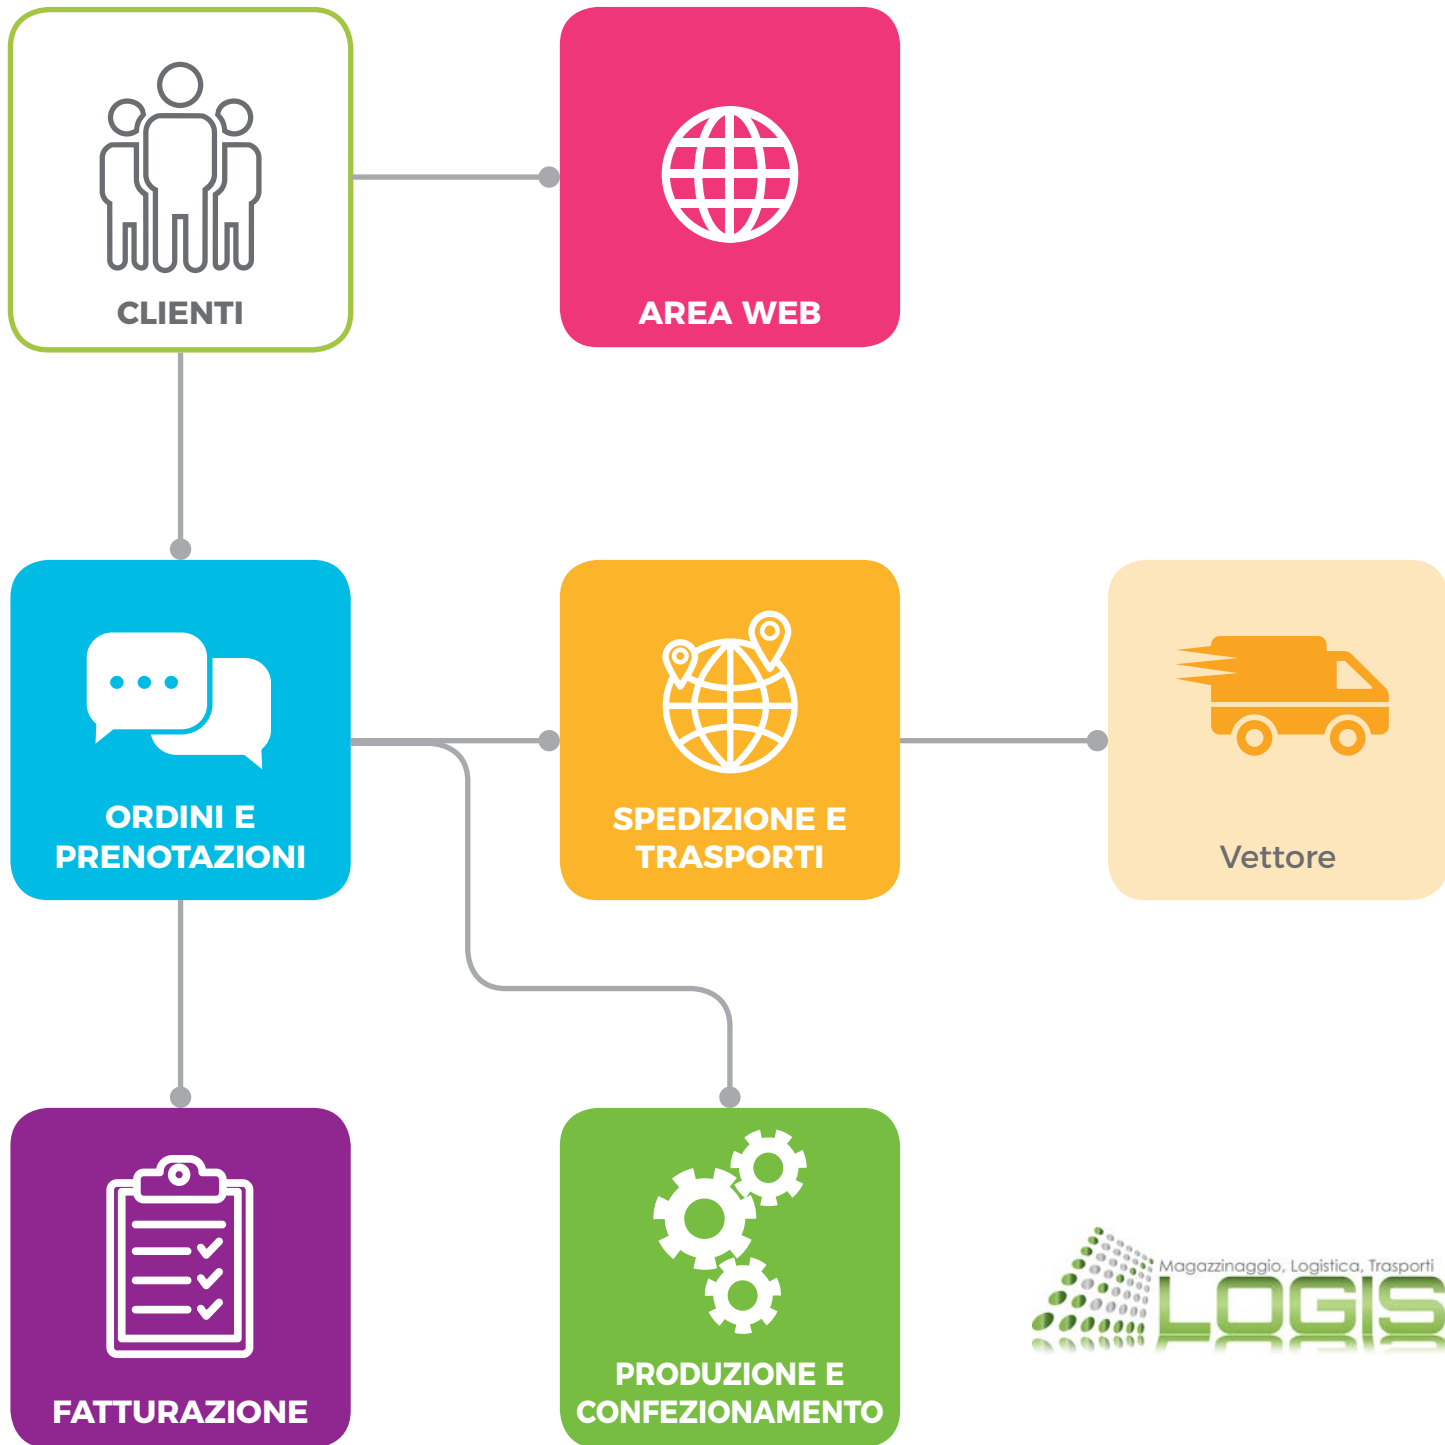 CLIENTI
AREA WEB
ORDINI E
PRENOTAZIONI
SPEDIZIONE E
TRASPORTI
Vettore
FATTURAZIONE
PRODUZIONE E
CONFEZIONAMENTO
Magazzinaggio, Logistica, Trasporti
LOGIS